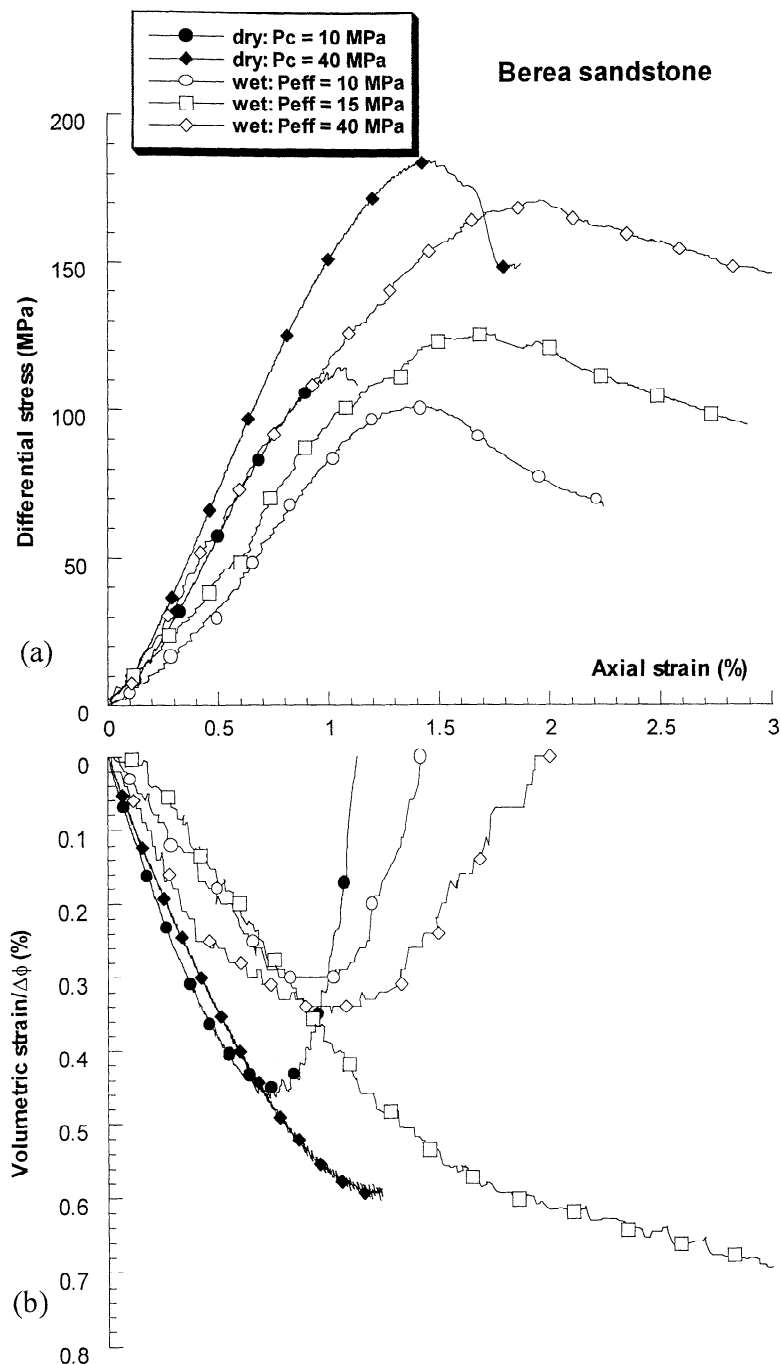 dry: Pc = 10 MPa
dry: Pc = 40 MPa
wet: Peff = 10 MPa
wet: Peff = 15 MPa
wet: Peff = 40 MPa
Berea sandstone
200
150
100
50
0
Differential stress (MPa)
(a)
Axial strain (%)
0 0.5 1 1.5 2 2.5 3
0
0.1
0.2
0.3
0.4
0.5
0.6
0.7
0.8
Volumetric strain/Δϕ (%)
(b)